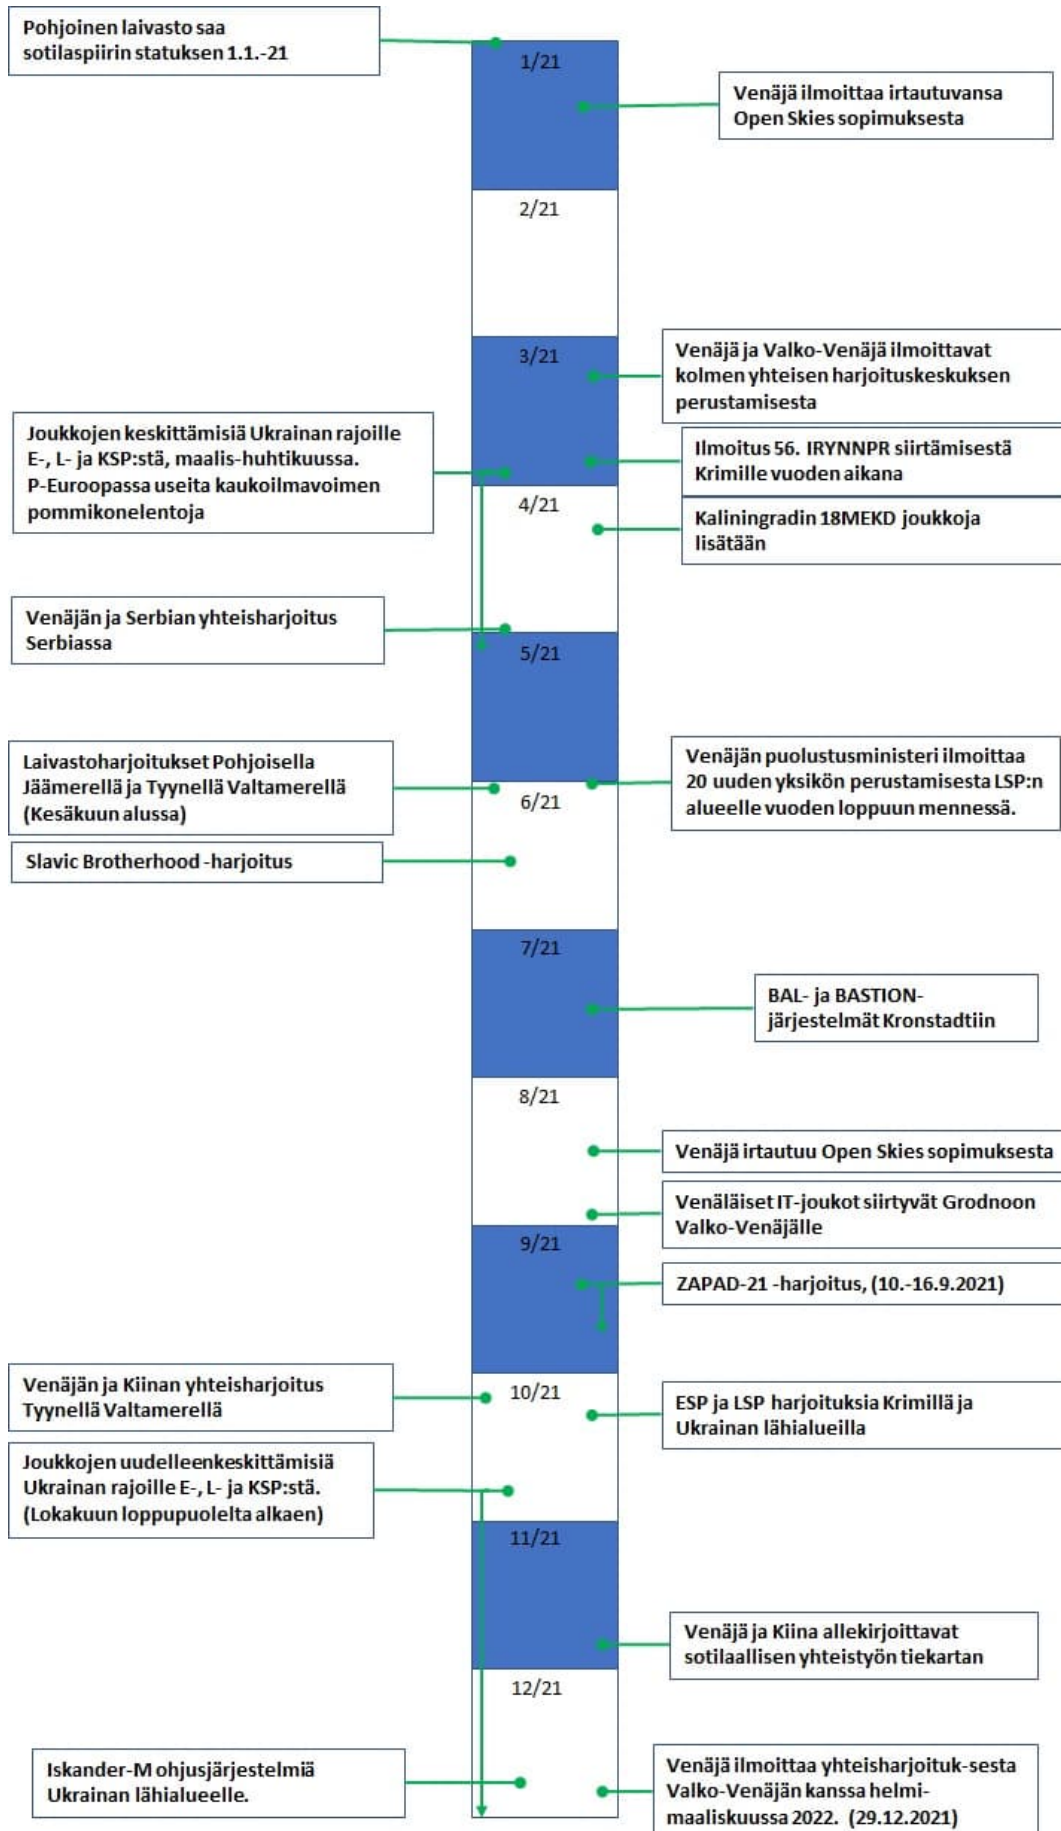 Pohjoinen laivasto saa
sotilaspiirin statuksen 1.1.-21
1/21
Venäjä ilmoittaa irtautuvansa
Open Skies sopimuksesta
2/21
3/21
Venäjä ja Valko-Venäjä ilmoittavat
kolmen yhteisen harjoituskeskuksen
perustamisesta
Joukkojen keskittämisiä Ukrainan rajoille
E-, L- ja KSP:stä, maalis-huhtikuussa.
P-Euroopassa useita kaukoilmavoimen
pommikonelentoja
Ilmoitus 56. IRYNNPR siirtämisestä
Krimille vuoden aikana
4/21
Kaliningradin 18MEKD joukkoja
lisätään
Venäjän ja Serbian yhteisharjoitus
Serbiassa
5/21
Laivastoharjoitukset Pohjoisella
Jäämerellä ja Tyynellä Valtamerellä
(Kesäkuun alussa)
Venäjän puolustusministeri ilmoittaa
20 uuden yksikön perustamisesta LSP:n
alueelle vuoden loppuun mennessä.
6/21
Slavic Brotherhood -harjoitus
7/21
BAL- ja BASTION-
järjestelmät Kronstadtiin
8/21
Venäjä irtautuu Open Skies sopimuksesta
Venäläiset IT-joukot siirtyvät Grodnoon
Valko-Venäjälle
9/21
ZAPAD-21 -harjoitus, (10.-16.9.2021)
Venäjän ja Kiinan yhteisharjoitus
Tyynellä Valtamerellä
10/21
ESP ja LSP harjoituksia Krimillä ja
Ukrainan lähialueilla
Joukkojen uudelleenkeskittämisiä
Ukrainan rajoille E-, L- ja KSP:stä.
(Lokakuun loppupuolelta alkaen)
11/21
Venäjä ja Kiina allekirjoittavat
sotilaallisen yhteistyön tiekartan
12/21
Iskander-M ohjusjärjestelmiä
Ukrainan lähialueelle.
Venäjä ilmoittaa yhteisharjoituk-sesta
Valko-Venäjän kanssa helmi-
maaliskuussa 2022. (29.12.2021)